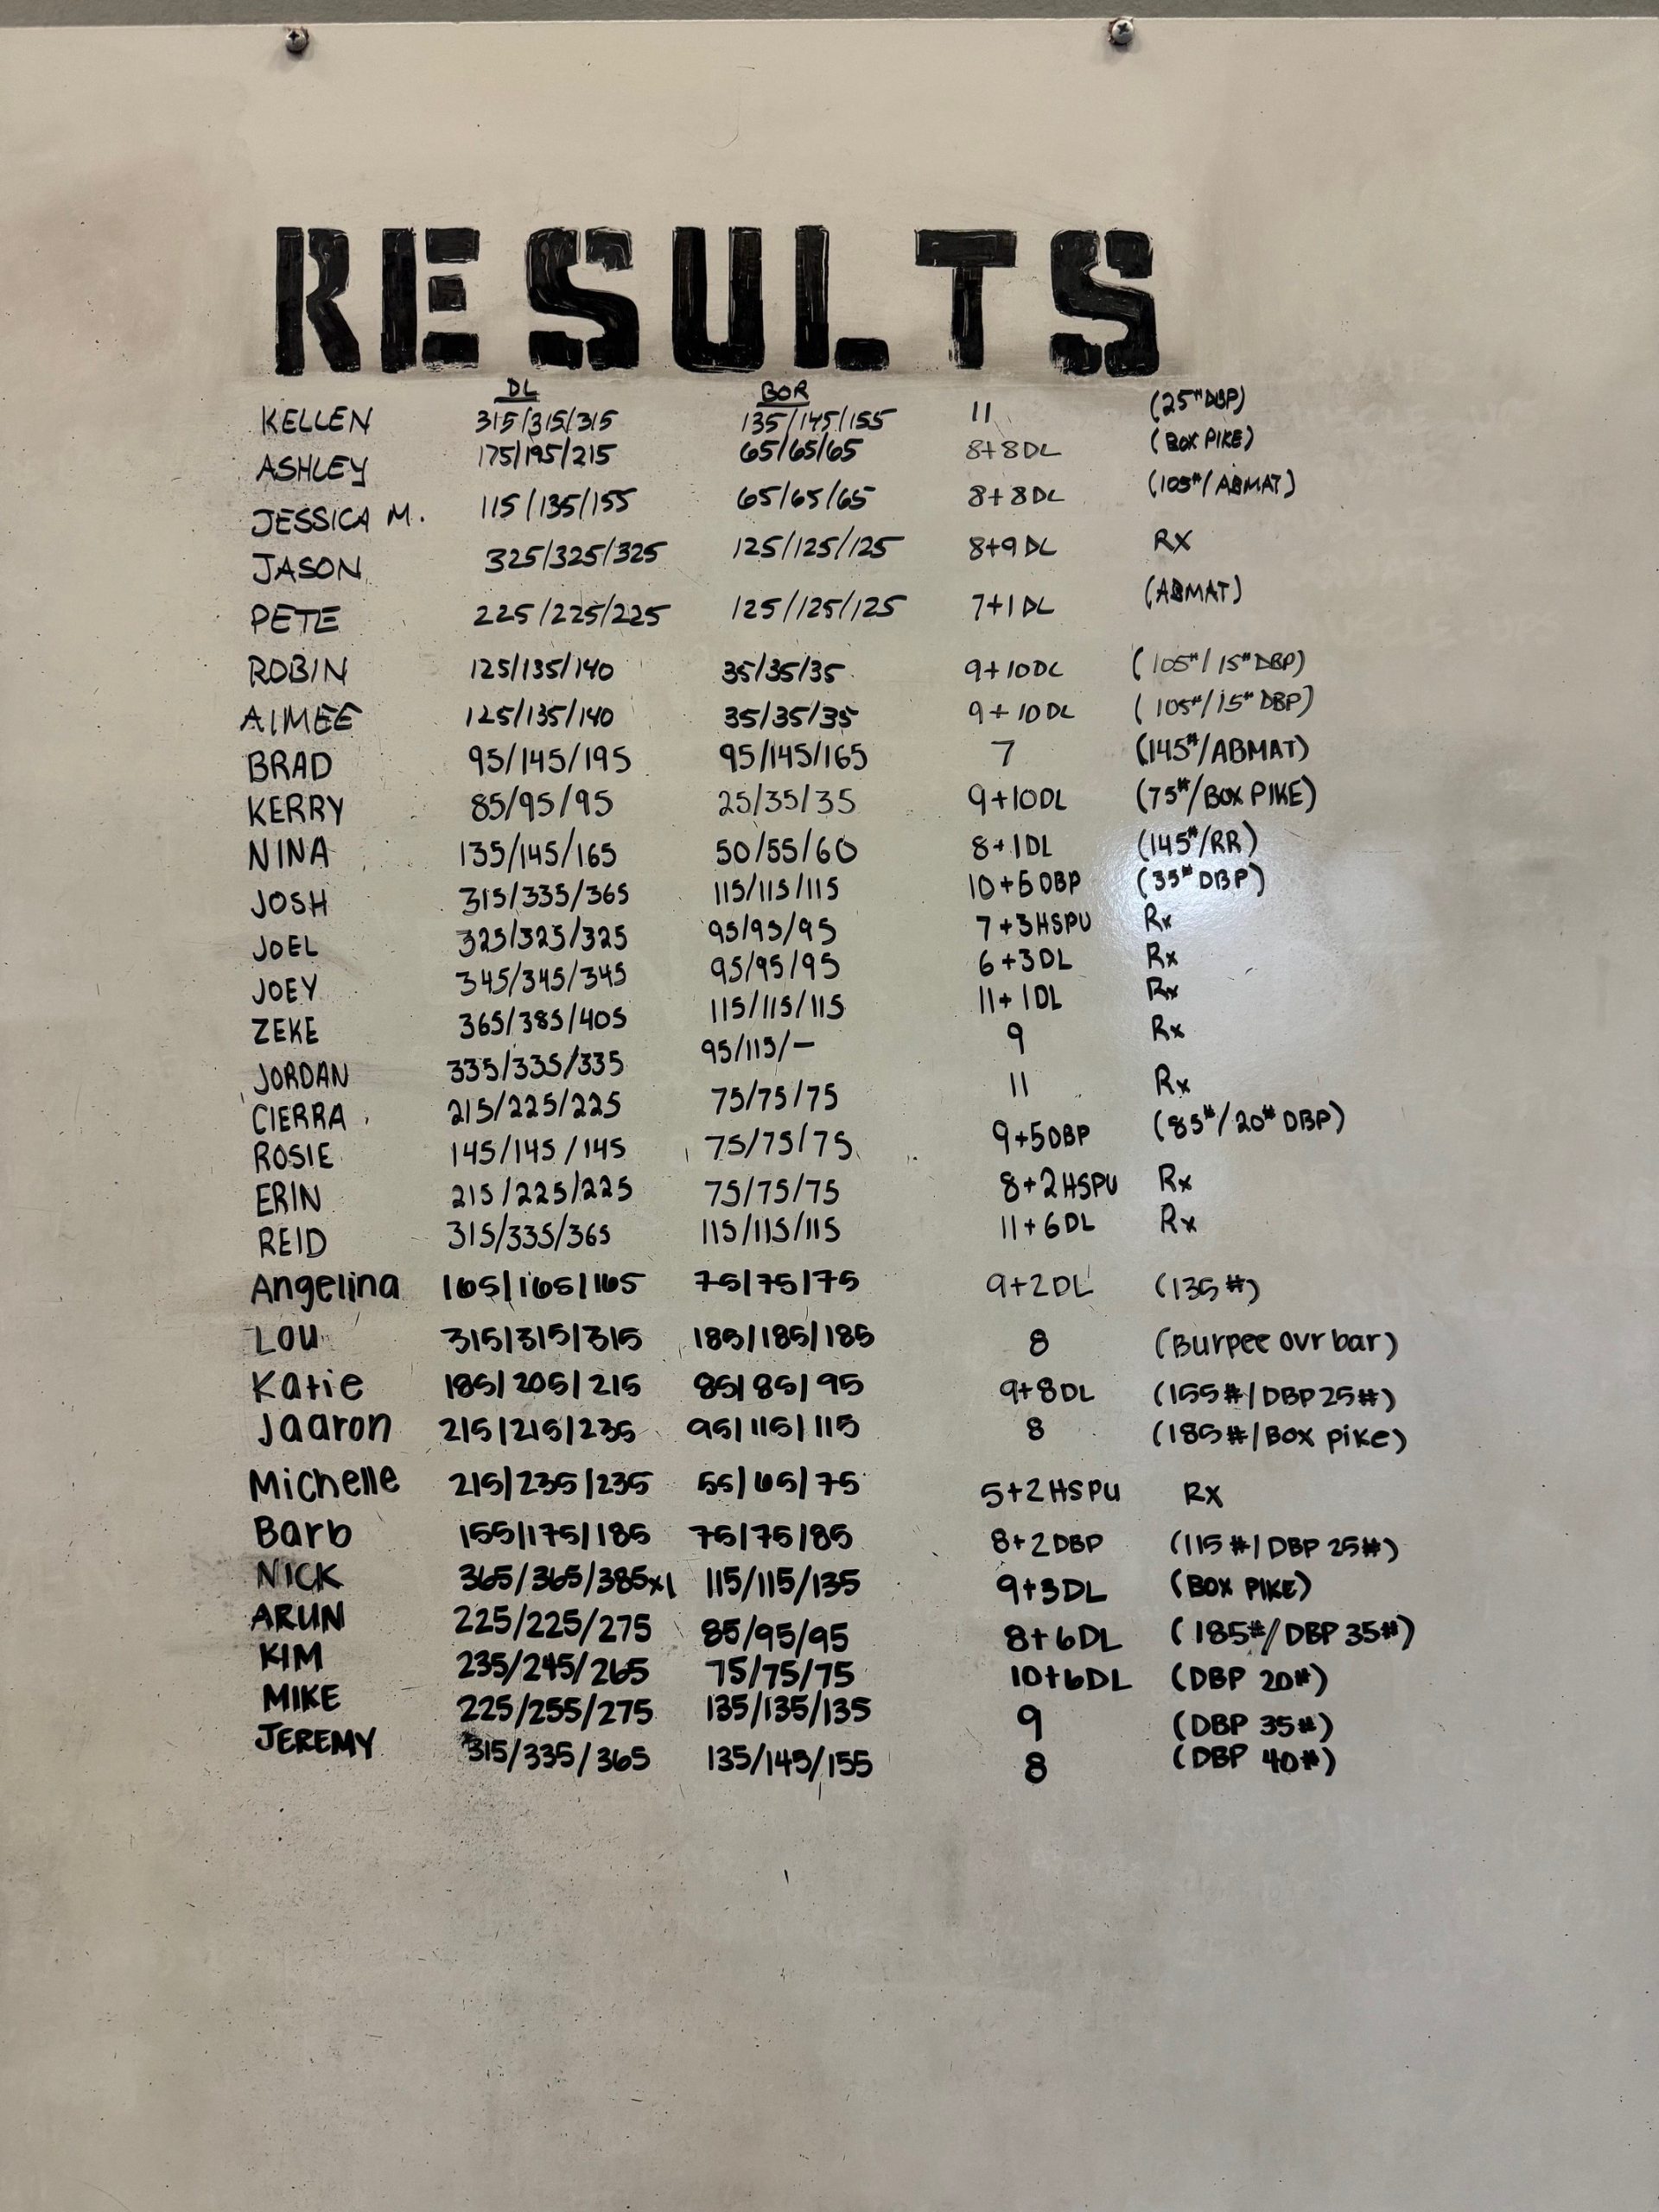 RESULTS
DL BOR
KELLEN 315/315/315 135/145/155 11 (25# DBP)
ASHLEY 175/195/215 65/65/65 8+8DL (BOX PIKE)
JESSICA M. 115/135/155 65/65/65 8+8DL (105#/ABMAT)
JASON 325/325/325 125/125/125 8+9DL Rx
PETE 225/225/225 125/125/125 7+1DL (ABMAT)
ROBIN 125/135/140 35/35/35 9+10DL (105#/15# DBP)
AIMEE 125/135/140 35/35/35 9+10DL (105#/15# DBP)
BRAD 95/145/195 95/145/165 7 (145#/ABMAT)
KERRY 85/95/95 25/35/35 9+10DL (75#/BOX PIKE)
NINA 135/145/165 50/55/60 8+1DL (145#/RR)
JOSH 315/335/365 115/115/115 10+5DBP (35# DBP)
JOEL 325/325/325 95/95/95 7+3HSPU Rx
JOEY 345/345/345 95/95/95 6+3DL Rx
ZEKE 365/385/405 115/115/115 11+1DL Rx
JORDAN 335/335/335 95/115/— 9 Rx
CIERRA 215/225/225 75/75/75 11 Rx
ROSIE 145/145/145 75/75/75 9+5DBP (85#/20# DBP)
ERIN 215/225/225 75/75/75 8+2HSPU Rx
REID 315/335/365 115/115/115 11+6DL Rx
Angelina 165/165/165 75/75/75 9+2DL (135#)
LOU 315/315/315 185/185/185 8 (Burpee ovr bar)
Katie 185/205/215 85/85/95 9+8DL (155#/DBP25#)
Jaaron 215/215/235 95/115/115 8 (185#/BOX pike)
Michelle 215/235/235 55/65/75 5+2HSPU Rx
Barb 155/175/185 75/75/85 8+2DBP (115#/DBP 25#)
NICK 365/365/385x1 115/115/135 9+3DL (BOX PIKE)
ARUN 225/225/275 85/95/95 8+6DL (185#/DBP 35#)
KIM 235/245/265 75/75/75 10+6DL (DBP 20#)
MIKE 225/255/275 135/135/135 9 (DBP 35#)
JEREMY 315/335/365 135/145/155 8 (DBP 40#)